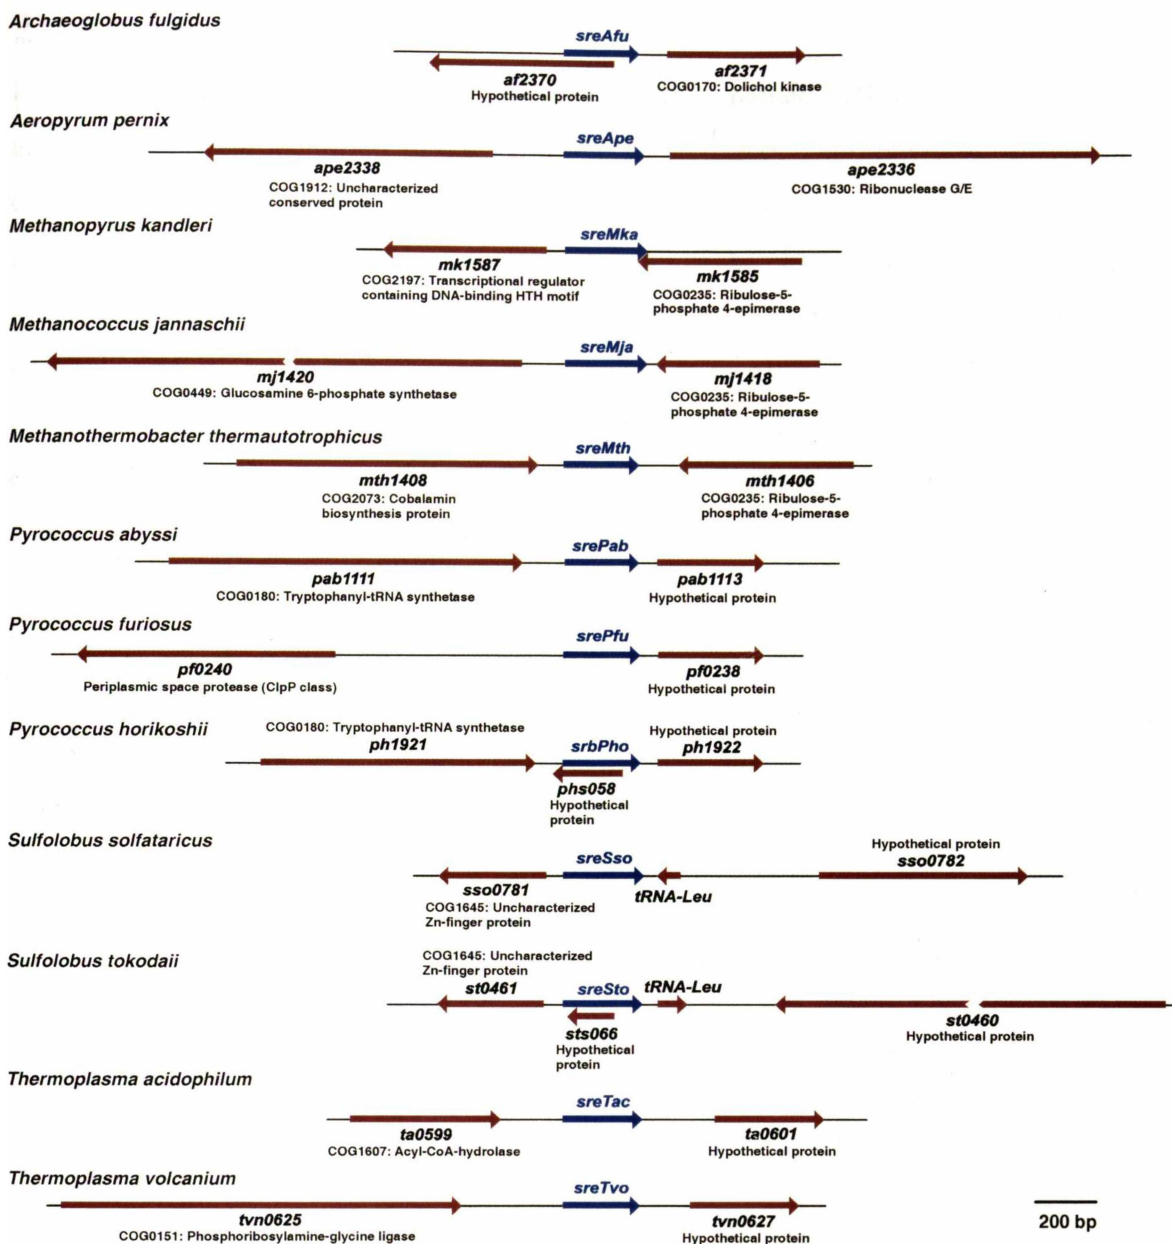 Archaeoglobus fulgidus
sreAfu
af2370
Hypothetical protein
af2371
COG0170: Dolichol kinase
Aeropyrum pernix
sreApe
ape2338
COG1912: Uncharacterized
conserved protein
ape2336
COG1530: Ribonuclease G/E
Methanopyrus kandleri
sreMka
mk1587
COG2197: Transcriptional regulator
containing DNA-binding HTH motif
mk1585
COG0235: Ribulose-5-
phosphate 4-epimerase
Methanococcus jannaschii
sreMja
mj1420
COG0449: Glucosamine 6-phosphate synthetase
mj1418
COG0235: Ribulose-5-
phosphate 4-epimerase
Methanothermobacter thermautotrophicus
sreMth
mth1408
COG2073: Cobalamin
biosynthesis protein
mth1406
COG0235: Ribulose-5-
phosphate 4-epimerase
Pyrococcus abyssi
srePab
pab1111
COG0180: Tryptophanyl-tRNA synthetase
pab1113
Hypothetical protein
Pyrococcus furiosus
srePfu
pf0240
Periplasmic space protease (ClpP class)
pf0238
Hypothetical protein
Pyrococcus horikoshii
COG0180: Tryptophanyl-tRNA synthetase
ph1921
srbPho
Hypothetical protein
ph1922
phs058
Hypothetical
protein
Sulfolobus solfataricus
sreSso
Hypothetical protein
sso0782
sso0781
COG1645: Uncharacterized
Zn-finger protein
tRNA-Leu
Sulfolobus tokodaii
COG1645: Uncharacterized
Zn-finger protein
st0461
sreSto
tRNA-Leu
sts066
Hypothetical
protein
st0460
Hypothetical protein
Thermoplasma acidophilum
sreTac
ta0599
COG1607: Acyl-CoA-hydrolase
ta0601
Hypothetical protein
Thermoplasma volcanium
sreTvo
tvn0625
COG0151: Phosphoribosylamine-glycine ligase
tvn0627
Hypothetical protein
200 bp